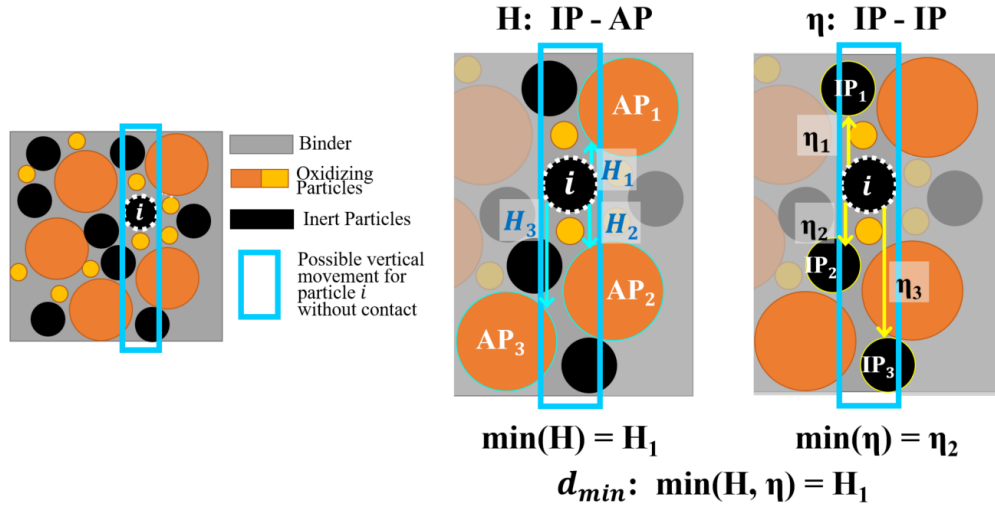 H: IP - AP
η: IP - IP
i
Binder
Oxidizing
Particles
Inert Particles
Possible vertical
movement for
particle i
without contact
AP1
i
H1
H3
H2
AP2
AP3
IP1
η1
i
η2
IP2
η3
IP3
min(H) = H1
min(η) = η2
dmin: min(H, η) = H1